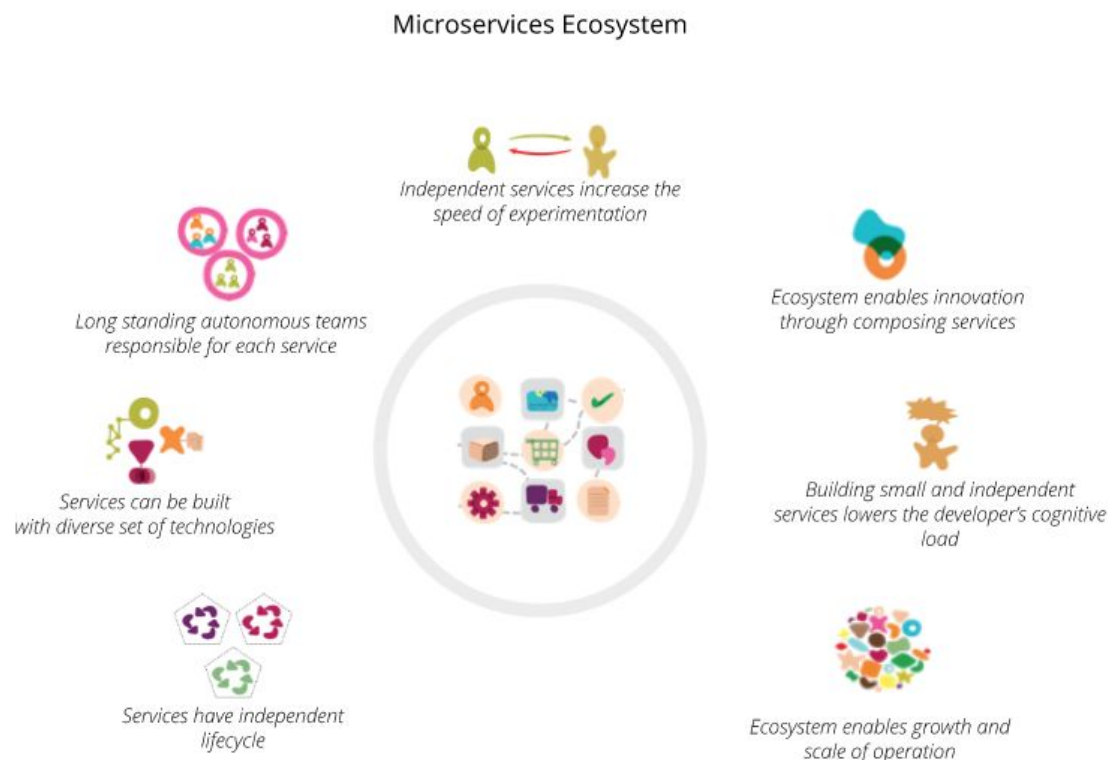 Microservices Ecosystem
Independent services increase the
speed of experimentation
Long standing autonomous teams
responsible for each service
Ecosystem enables innovation
through composing services
Services can be built
with diverse set of technologies
Building small and independent
services lowers the developer's cognitive
load
Services have independent
lifecycle
Ecosystem enables growth and
scale of operation